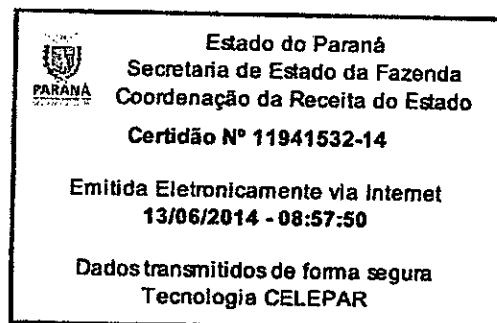 Estado do Paraná
Secretaria de Estado da Fazenda
PARANÁ
Coordenação da Receita do Estado
Certidão Nº 11941532-14
Emitida Eletronicamente via Internet
13/06/2014 - 08:57:50
Dados transmitidos de forma segura
Tecnologia CELEPAR